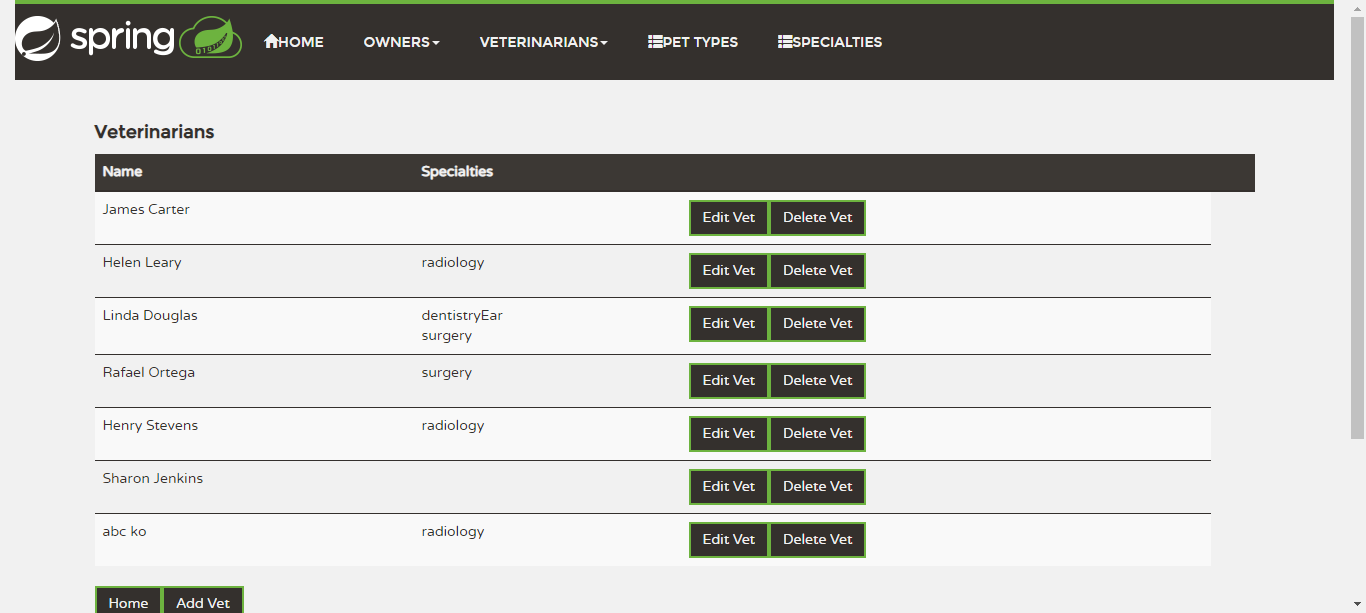 spring HOME OWNERS VETERINARIANS PET TYPES SPECIALTIES
Veterinarians
Name Specialties
James Carter Edit Vet Delete Vet
Helen Leary radiology Edit Vet Delete Vet
Linda Douglas dentistryEar Edit Vet Delete Vet
surgery
Rafael Ortega surgery Edit Vet Delete Vet
Henry Stevens radiology Edit Vet Delete Vet
Sharon Jenkins Edit Vet Delete Vet
abc ko radiology Edit Vet Delete Vet
Home Add Vet